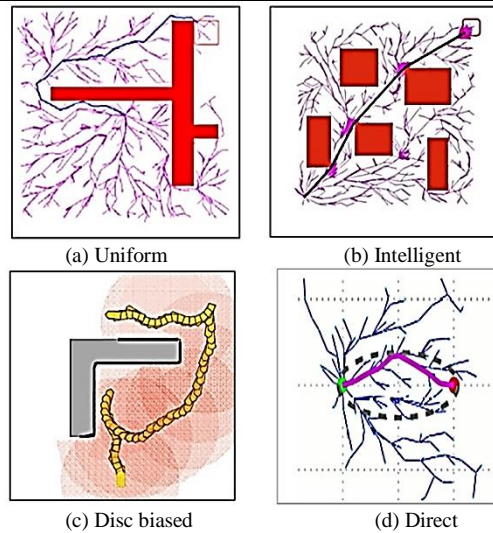 (a) Uniform
(b) Intelligent
(c) Disc biased
(d) Direct